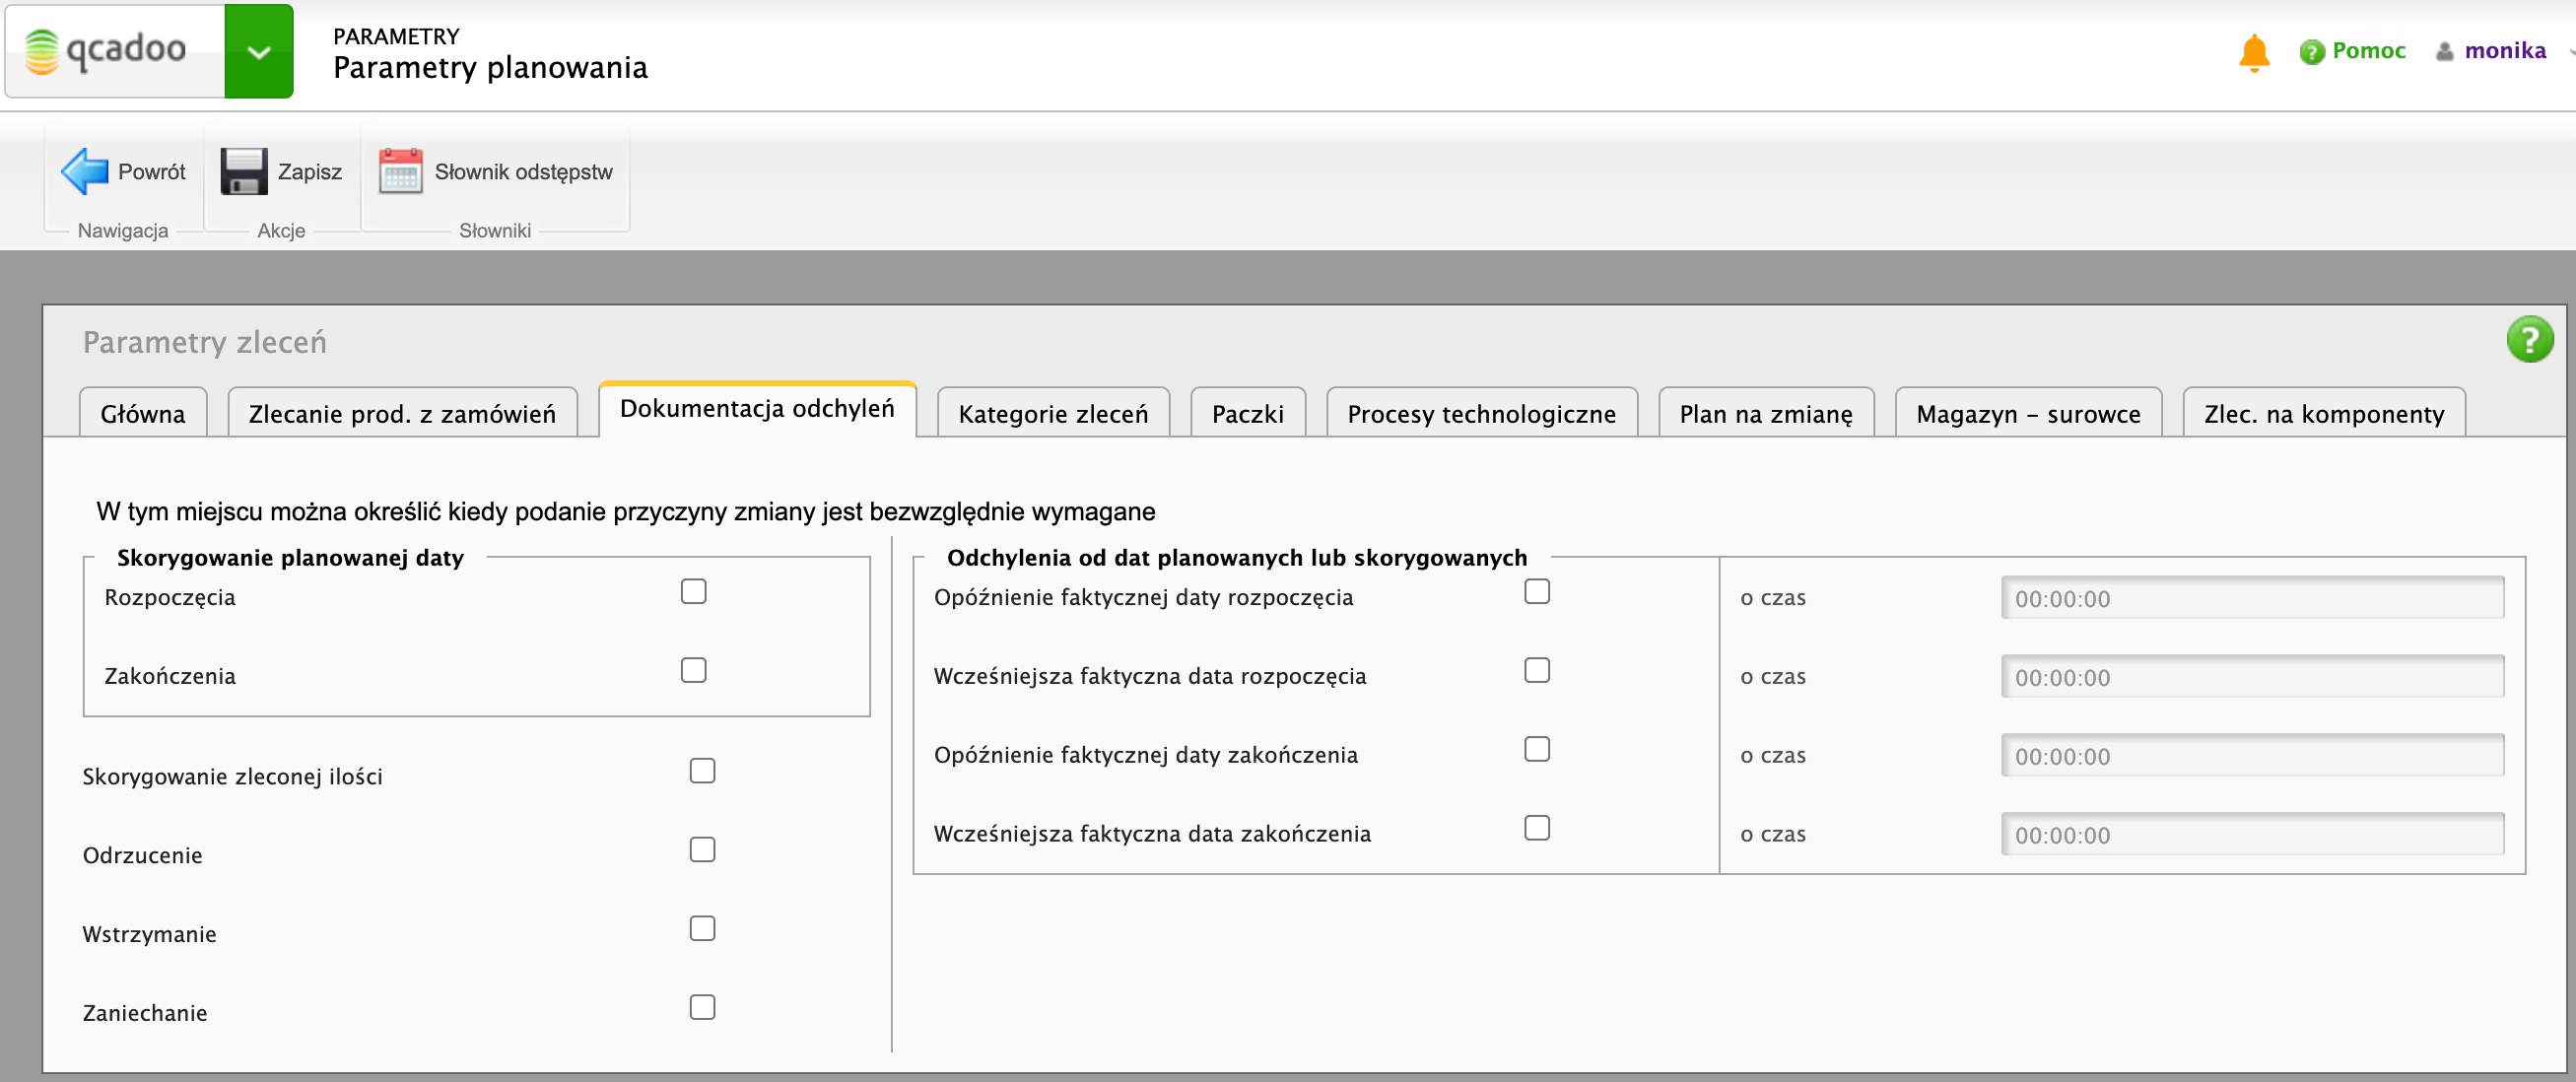 qcadoo
PARAMETRY
Parametry planowania
Pomoc
monika
Powrót
Zapisz
Słownik odstępstw
Nawigacja
Akcje
Słowniki
Parametry zleceń
Główna
Zlecanie prod. z zamówień
Dokumentacja odchyleń
Kategorie zleceń
Paczki
Procesy technologiczne
Plan na zmianę
Magazyn - surowce
Zlec. na komponenty
W tym miejscu można określić kiedy podanie przyczyny zmiany jest bezwzględnie wymagane
Skorygowanie planowanej daty
Rozpoczęcia
Zakończenia
Skorygowanie zleconej ilości
Odrzucenie
Wstrzymanie
Zaniechanie
Odchylenia od dat planowanych lub skorygowanych
Opóźnienie faktycznej daty rozpoczęcia
o czas
00:00:00
Wcześniejsza faktyczna data rozpoczęcia
o czas
00:00:00
Opóźnienie faktycznej daty zakończenia
o czas
00:00:00
Wcześniejsza faktyczna data zakończenia
o czas
00:00:00